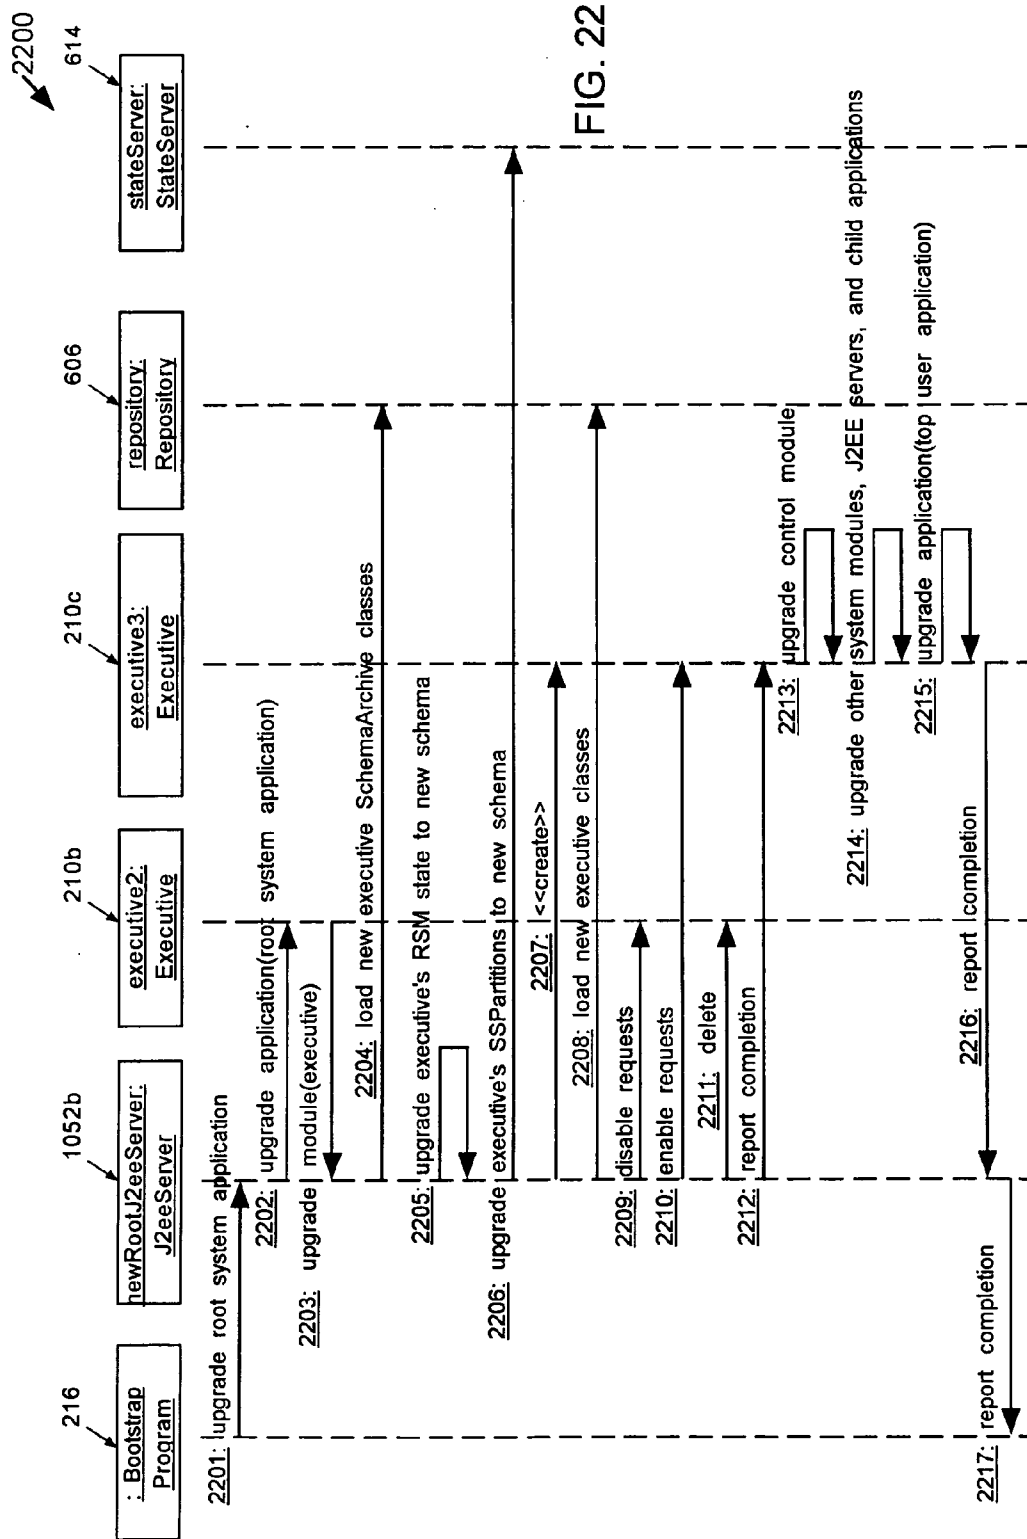 2200
216
1052b
210b
210c
606
614
: Bootstrap
Program
newRootJ2eeServer: :
J2eeServer
executive2:
Executive
executive3:
Executive
repository:
Repository
stateServer:
StateServer
2201: upgrade root system application
2202: upgrade application(root system application)
2203: upgrade module(executive)
2204: load new executive SchemaArchive classes
2205: upgrade executive's RSM state to new schema
2206: upgrade executive's SSPartitions to new schema
2207: <<create>>
2208: load new executive classes
2209: disable requests
2210: enable requests
2211: delete
2212: report completion
2213: upgrade control module
2214: upgrade other system modules, J2EE servers, and child applications
2215: upgrade application(top user application)
2216: report completion
2217: report completion
FIG. 22